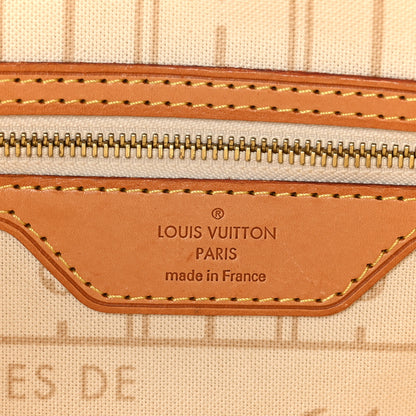 ®
LOUIS VUITTON
PARIS
made in France
ES DE